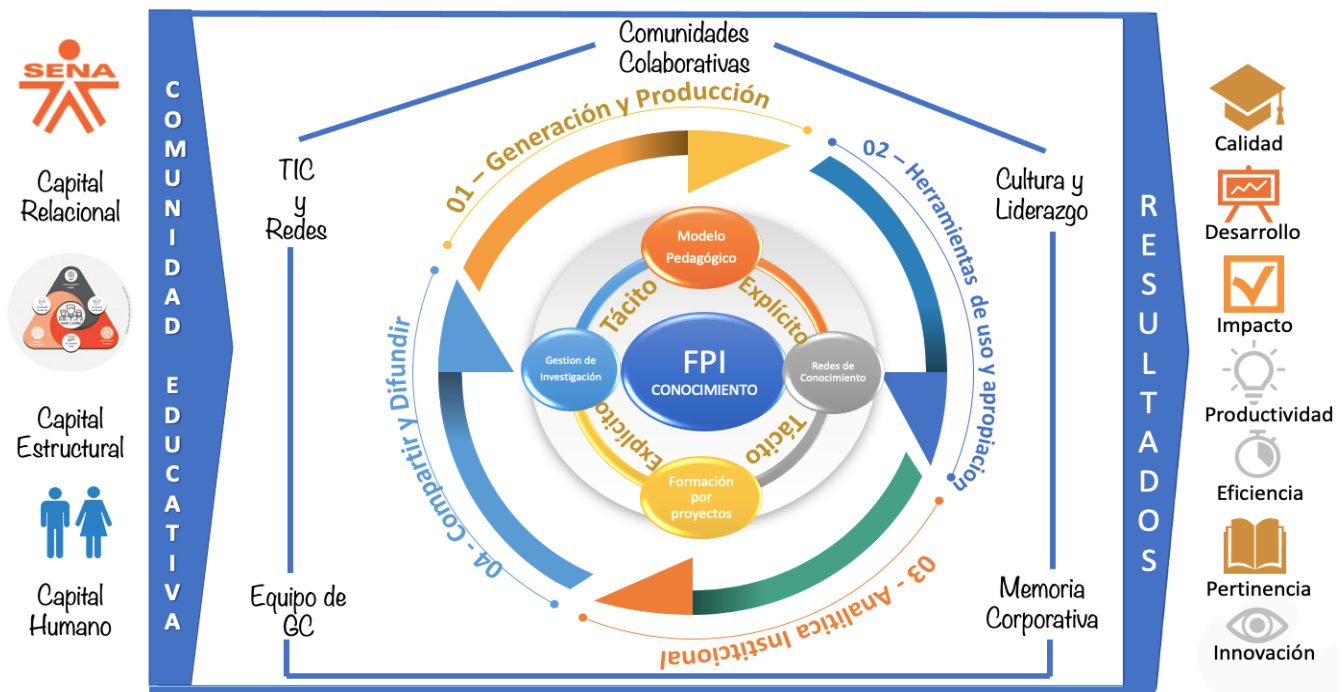 SENA
Capital
Relacional
Capital
Estructural
Capital
Humano
COMUNIDAD EDUCATIVA
Comunidades
Colaborativas
TIC
y
Redes
Cultura y
Liderazgo
Equipo de
GC
Memoria
Corporativa
01 – Generación y Producción
02 – Herramientas de uso y apropiacion
03 - Analítica Institcional
04 - Compartir y Difundir
Modelo
Pedagógico
Tácito
Explícito
Gestion de
Investigación
FPI
CONOCIMIENTO
Redes de
Conocimiento
Explícito
Tácito
Formación
por
proyectos
RESULTADOS
Calidad
Desarrollo
Impacto
Productividad
Eficiencia
Pertinencia
Innovación